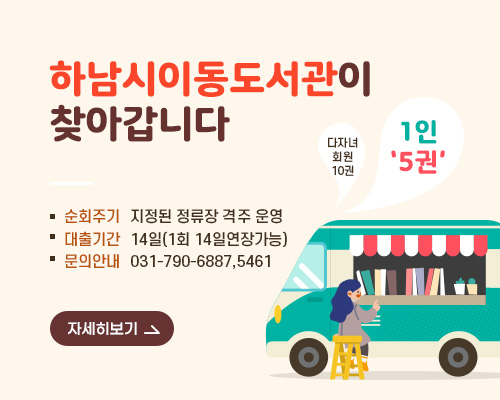 하남시이동도서관이
찾아갑니다
다자녀
회원
10권
1인
'5권'
순회주기 지정된 정류장 격주 운영
대출기간 14일(1회 14일연장가능)
문의안내 031-790-6887,5461
자세히보기